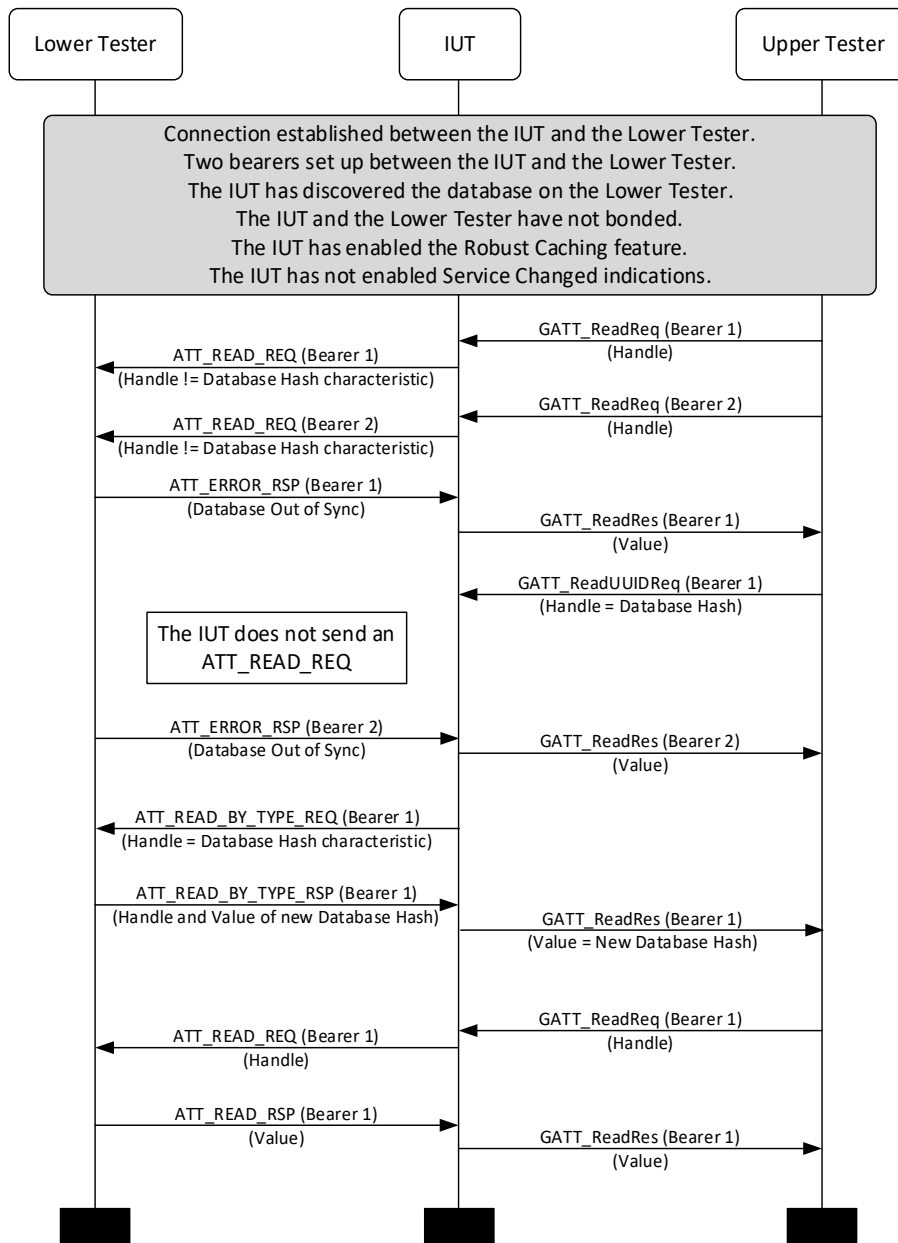 Lower Tester
IUT
Upper Tester
Connection established between the IUT and the Lower Tester.
Two bearers set up between the IUT and the Lower Tester.
The IUT has discovered the database on the Lower Tester.
The IUT and the Lower Tester have not bonded.
The IUT has enabled the Robust Caching feature.
The IUT has not enabled Service Changed indications.
GATT_ReadReq (Bearer 1)
(Handle)
ATT_READ_REQ (Bearer 1)
(Handle != Database Hash characteristic)
GATT_ReadReq (Bearer 2)
(Handle)
ATT_READ_REQ (Bearer 2)
(Handle != Database Hash characteristic)
ATT_ERROR_RSP (Bearer 1)
(Database Out of Sync)
GATT_ReadRes (Bearer 1)
(Value)
GATT_ReadUUIDReq (Bearer 1)
(Handle = Database Hash)
The IUT does not send an
ATT_READ_REQ
ATT_ERROR_RSP (Bearer 2)
(Database Out of Sync)
GATT_ReadRes (Bearer 2)
(Value)
ATT_READ_BY_TYPE_REQ (Bearer 1)
(Handle = Database Hash characteristic)
ATT_READ_BY_TYPE_RSP (Bearer 1)
(Handle and Value of new Database Hash)
GATT_ReadRes (Bearer 1)
(Value = New Database Hash)
GATT_ReadReq (Bearer 1)
(Handle)
ATT_READ_REQ (Bearer 1)
(Handle)
ATT_READ_RSP (Bearer 1)
(Value)
GATT_ReadRes (Bearer 1)
(Value)